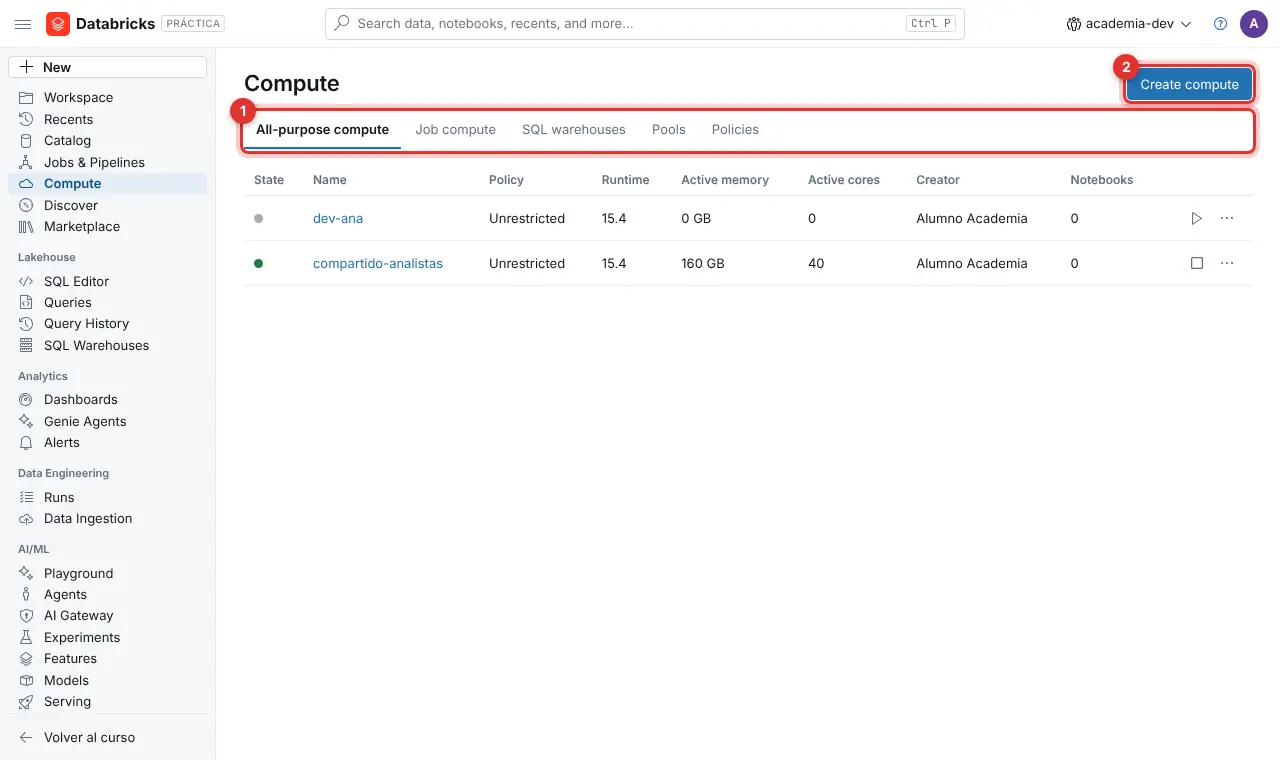 Databricks PRÁCTICA
Search data, notebooks, recents, and more... Ctrl P
academia-dev
? A
New
Workspace
Recents
Catalog
Jobs & Pipelines
Compute
Discover
Marketplace
Lakehouse
SQL Editor
Queries
Query History
SQL Warehouses
Analytics
Dashboards
Genie Agents
Alerts
Data Engineering
Runs
Data Ingestion
AI/ML
Playground
Agents
AI Gateway
Experiments
Features
Models
Serving
Volver al curso
Compute
2
Create compute
1
All-purpose compute Job compute SQL warehouses Pools Policies
State Name Policy Runtime Active memory Active cores Creator Notebooks
dev-ana Unrestricted 15.4 0 GB 0 Alumno Academia 0
compartido-analistas Unrestricted 15.4 160 GB 40 Alumno Academia 0